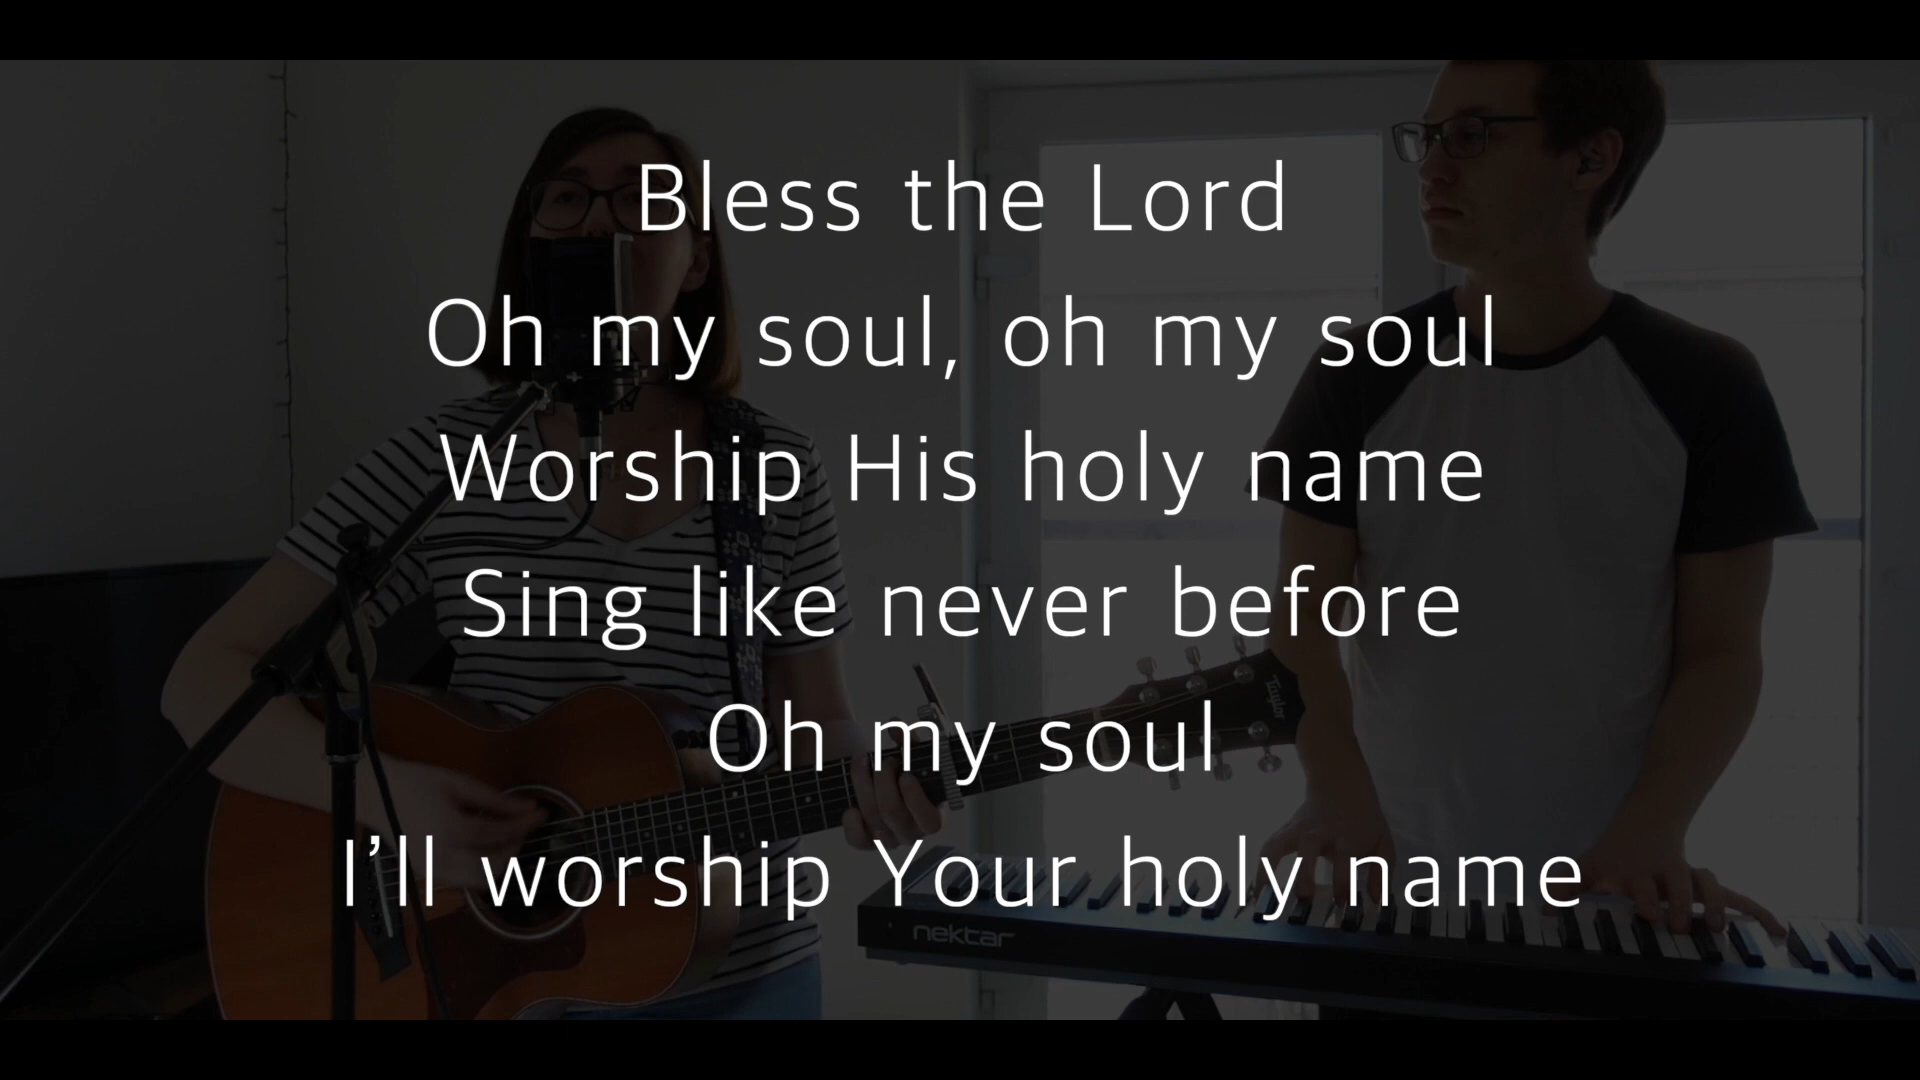 Bless the Lord
Oh my soul, oh my soul
Worship His holy name
Sing like never before
Oh my soul
I’ll worship Your holy name
Taylor
nektar